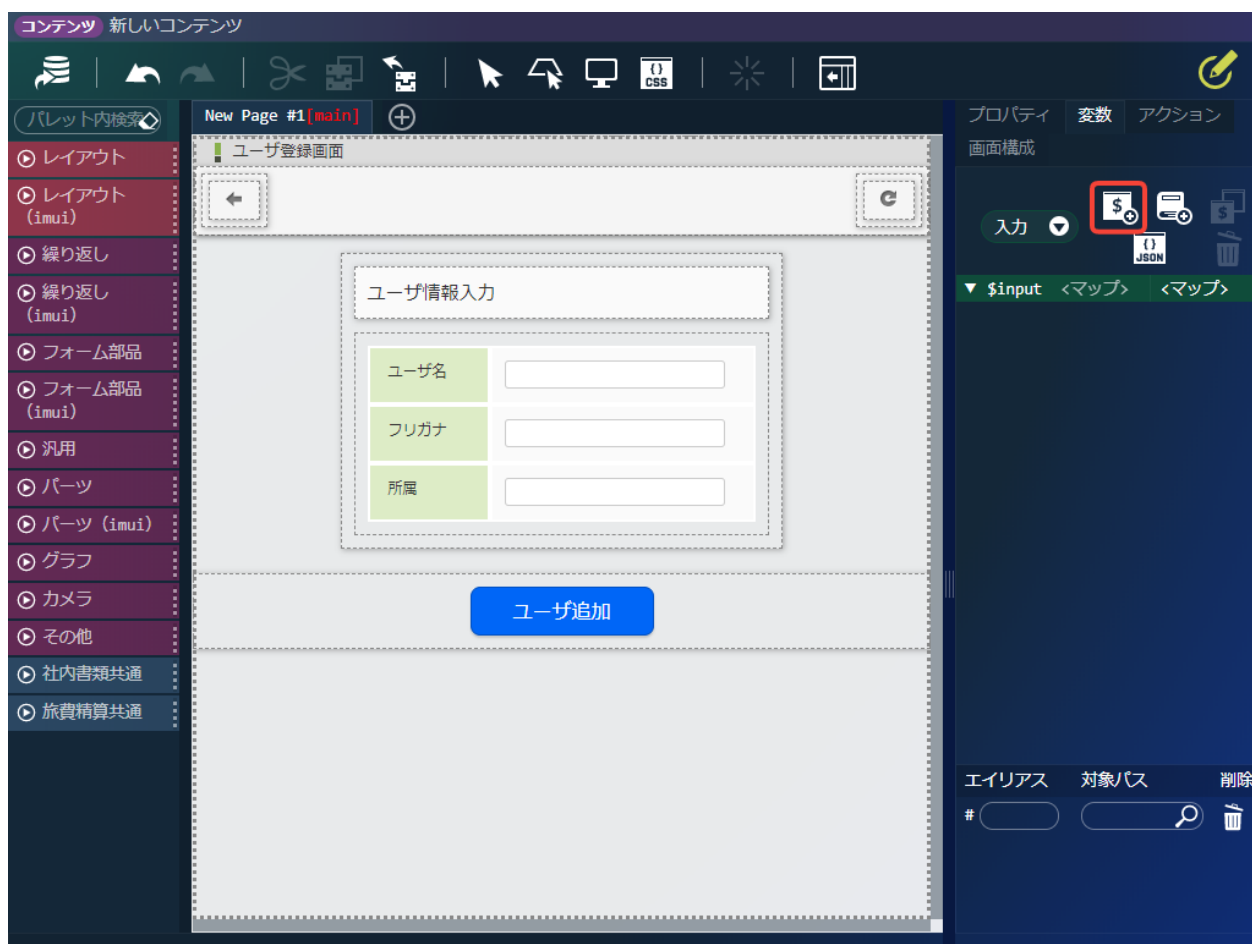 コンテンツ 新しいコンテンツ
{}
CSS
パレット内検索
New Page #1[main]
プロパティ 変数 アクション
画面構成
レイアウト
レイアウト
(imui)
繰り返し
繰り返し
(imui)
フォーム部品
フォーム部品
(imui)
汎用
パーツ
パーツ (imui)
グラフ
カメラ
その他
社内書類共通
旅費精算共通
ユーザ登録画面
ユーザ情報入力
ユーザ名
フリガナ
所属
ユーザ追加
入力
$
$
{}
JSON
▼ $input <マップ> <マップ>
エイリアス 対象パス 削除
#